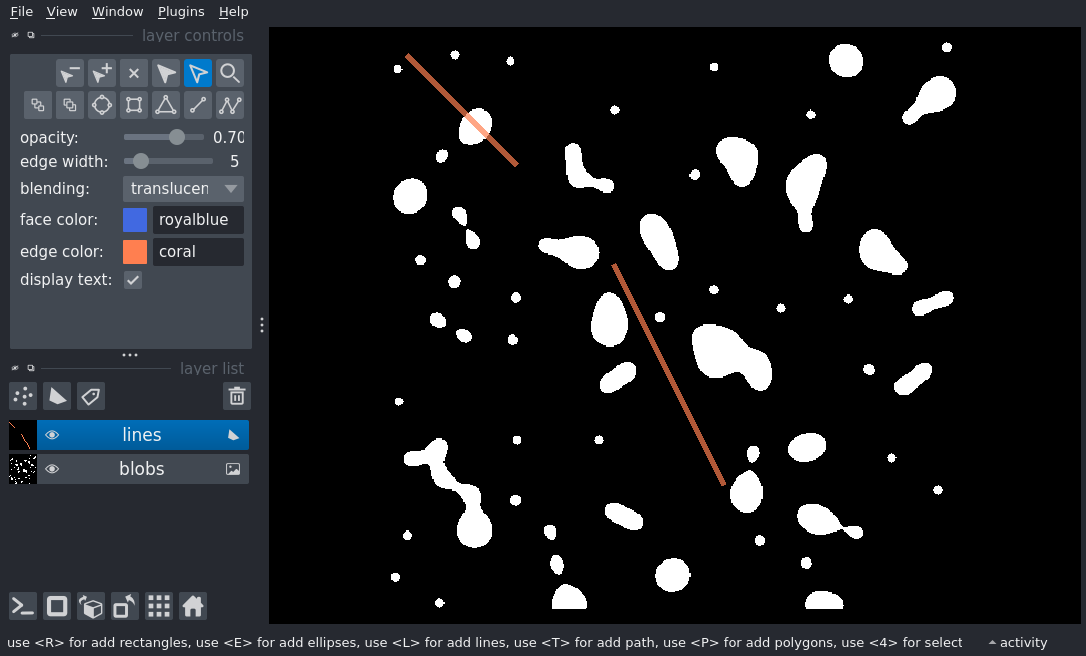 File View Window Plugins Help
layer controls
opacity: 0.70
edge width: 5
blending: translucen
face color: royalblue
edge color: coral
display text:
layer list
lines
blobs
use <R> for add rectangles, use <E> for add ellipses, use <L> for add lines, use <T> for add path, use <P> for add polygons, use <4> for select
activity